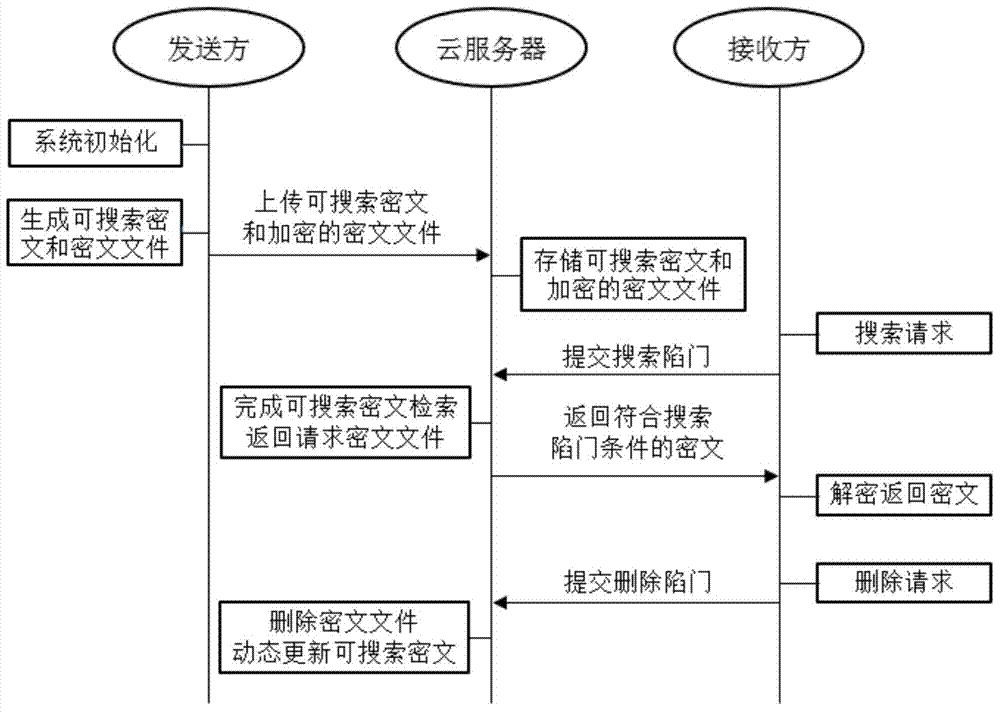 发送方
云服务器
接收方
系统初始化
生成可搜索密
文和密文文件
上传可搜索密文
和加密的密文文件
存储可搜索密文和
加密的密文文件
搜索请求
提交搜索陷门
完成可搜索密文检索
返回请求密文文件
返回符合搜索
陷门条件的密文
解密返回密文
提交删除陷门
删除请求
删除密文文件
动态更新可搜索密文